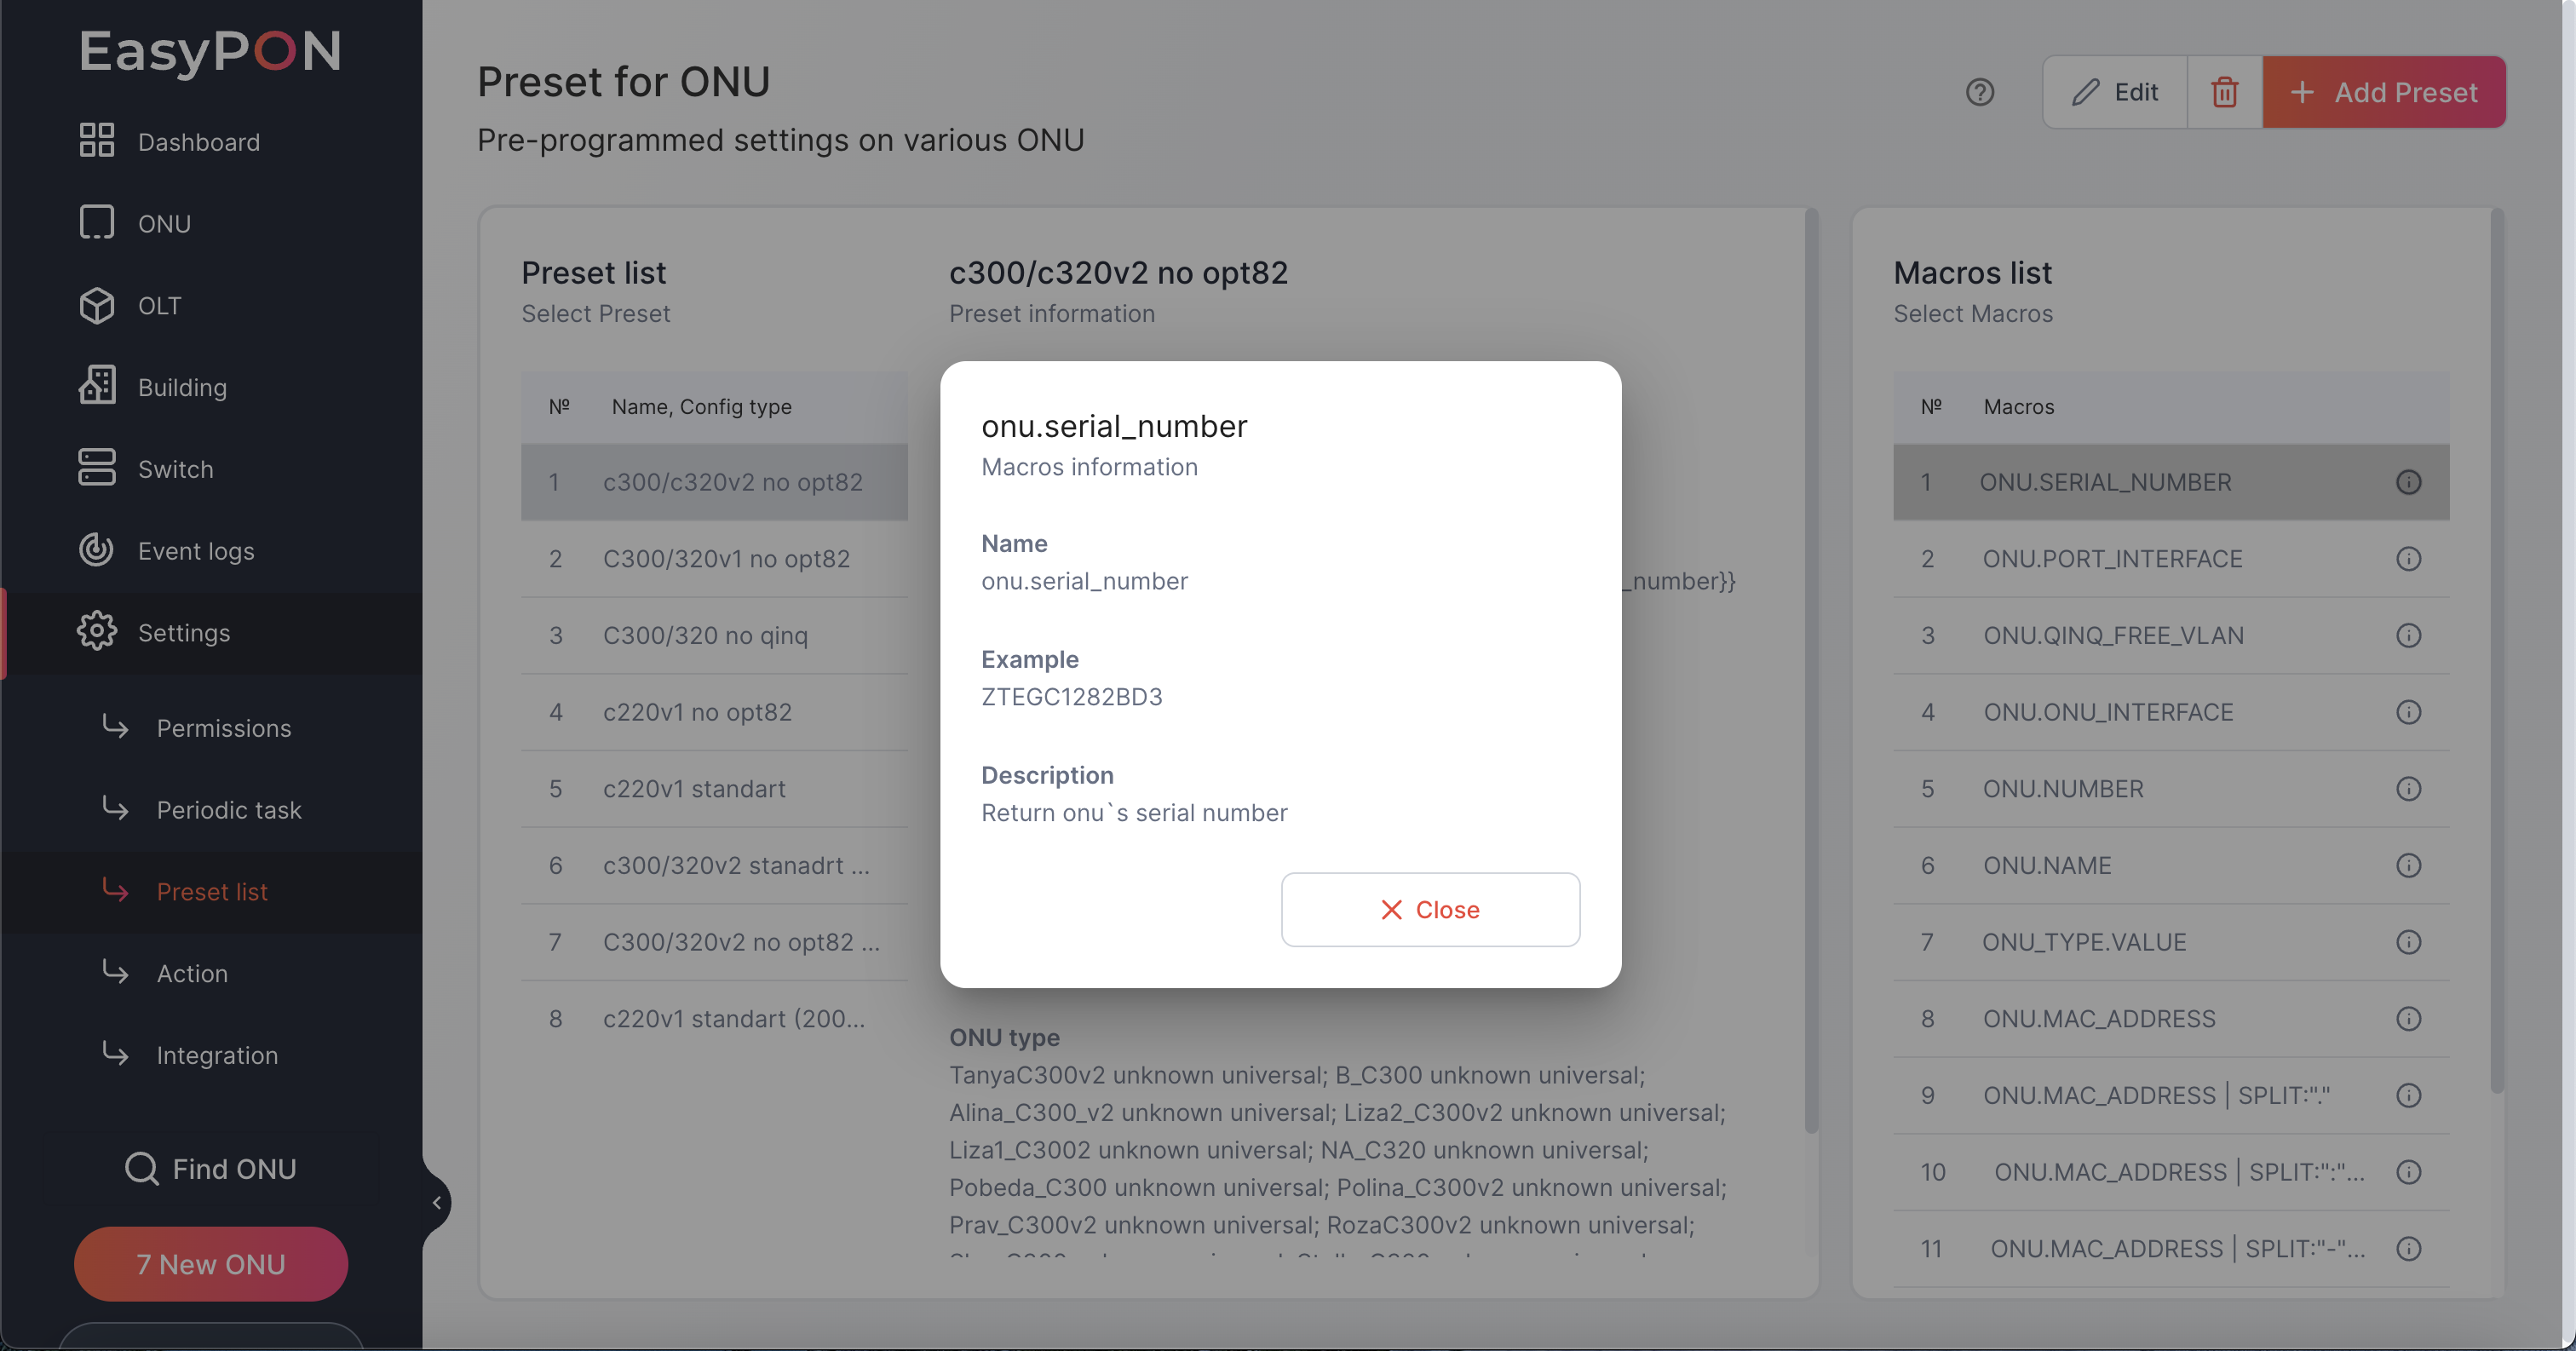 EasyPON
Dashboard
ONU
OLT
Building
Switch
Event logs
Settings
Permissions
Periodic task
Preset list
Action
Integration
Find ONU
7 New ONU
Preset for ONU
Pre-programmed settings on various ONU
Edit
+ Add Preset
Preset list
Select Preset
№ Name, Config type
1 c300/c320v2 no opt82
2 C300/320v1 no opt82
3 C300/320 no qinq
4 c220v1 no opt82
5 c220v1 standart
6 c300/320v2 stanadrt ...
7 C300/320v2 no opt82 ...
8 c220v1 standart (200...
c300/c320v2 no opt82
Preset information
_number}}
ONU type
TanyaC300v2 unknown universal; B_C300 unknown universal;
Alina_C300_v2 unknown universal; Liza2_C300v2 unknown universal;
Liza1_C3002 unknown universal; NA_C320 unknown universal;
Pobeda_C300 unknown universal; Polina_C300v2 unknown universal;
Prav_C300v2 unknown universal; RozaC300v2 unknown universal;
onu.serial_number
Macros information
Name
onu.serial_number
Example
ZTEGC1282BD3
Description
Return onu`s serial number
Close
Macros list
Select Macros
№ Macros
1 ONU.SERIAL_NUMBER
2 ONU.PORT_INTERFACE
3 ONU.QINQ_FREE_VLAN
4 ONU.ONU_INTERFACE
5 ONU.NUMBER
6 ONU.NAME
7 ONU_TYPE.VALUE
8 ONU.MAC_ADDRESS
9 ONU.MAC_ADDRESS | SPLIT:"."
10 ONU.MAC_ADDRESS | SPLIT:":"...
11 ONU.MAC_ADDRESS | SPLIT:"-"...